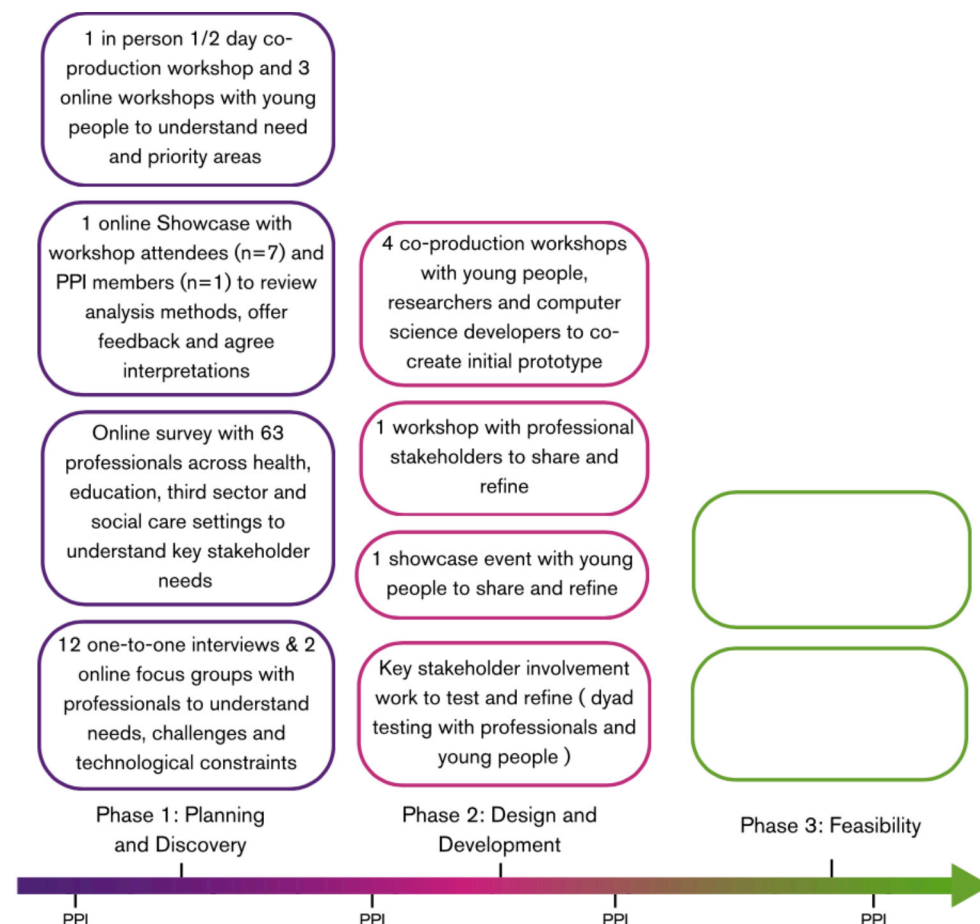 1 in person 1/2 day co-
production workshop and 3
online workshops with young
people to understand need
and priority areas
1 online Showcase with
workshop attendees (n=7) and
PPI members (n=1) to review
analysis methods, offer
feedback and agree
interpretations
Online survey with 63
professionals across health,
education, third sector and
social care settings to
understand key stakeholder
needs
12 one-to-one interviews & 2
online focus groups with
professionals to understand
needs, challenges and
technological constraints
Phase 1: Planning
and Discovery
4 co-production workshops
with young people,
researchers and computer
science developers to co-
create initial prototype
1 workshop with professional
stakeholders to share and
refine
1 showcase event with young
people to share and refine
Key stakeholder involvement
work to test and refine ( dyad
testing with professionals and
young people )
Phase 2: Design and
Development
Phase 3: Feasibility
PPI
PPI
PPI
PPI